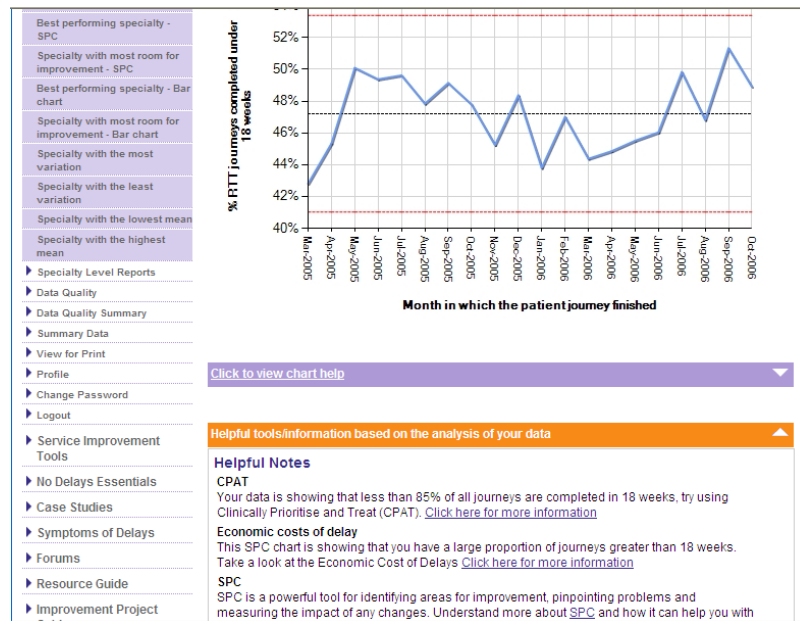 Best performing specialty -
SPC
Specialty with most room for
improvement - SPC
Best performing specialty - Bar
chart
Specialty with most room for
improvement - Bar chart
Specialty with the most
variation
Specialty with the least
variation
Specialty with the lowest mean
Specialty with the highest
mean
Specialty Level Reports
Data Quality
Data Quality Summary
Summary Data
View for Print
Profile
Change Password
Logout
Service Improvement
Tools
No Delays Essentials
Case Studies
Symptoms of Delays
Forums
Resource Guide
Improvement Project
% RTT journeys completed under
18 weeks
52%
50%
48%
46%
44%
42%
40%
Mar-2005
Apr-2005
May-2005
Jun-2005
Jul-2005
Aug-2005
Sep-2005
Oct-2005
Nov-2005
Dec-2005
Jan-2006
Feb-2006
Mar-2006
Apr-2006
May-2006
Jun-2006
Jul-2006
Aug-2006
Sep-2006
Oct-2006
Month in which the patient journey finished
Click to view chart help
Helpful tools/information based on the analysis of your data
Helpful Notes
CPAT
Your data is showing that less than 85% of all journeys are completed in 18 weeks, try using
Clinically Prioritise and Treat (CPAT). Click here for more information
Economic costs of delay
This SPC chart is showing that you have a large proportion of journeys greater than 18 weeks.
Take a look at the Economic Cost of Delays Click here for more information
SPC
SPC is a powerful tool for identifying areas for improvement, pinpointing problems and
measuring the impact of any changes. Understand more about SPC and how it can help you with